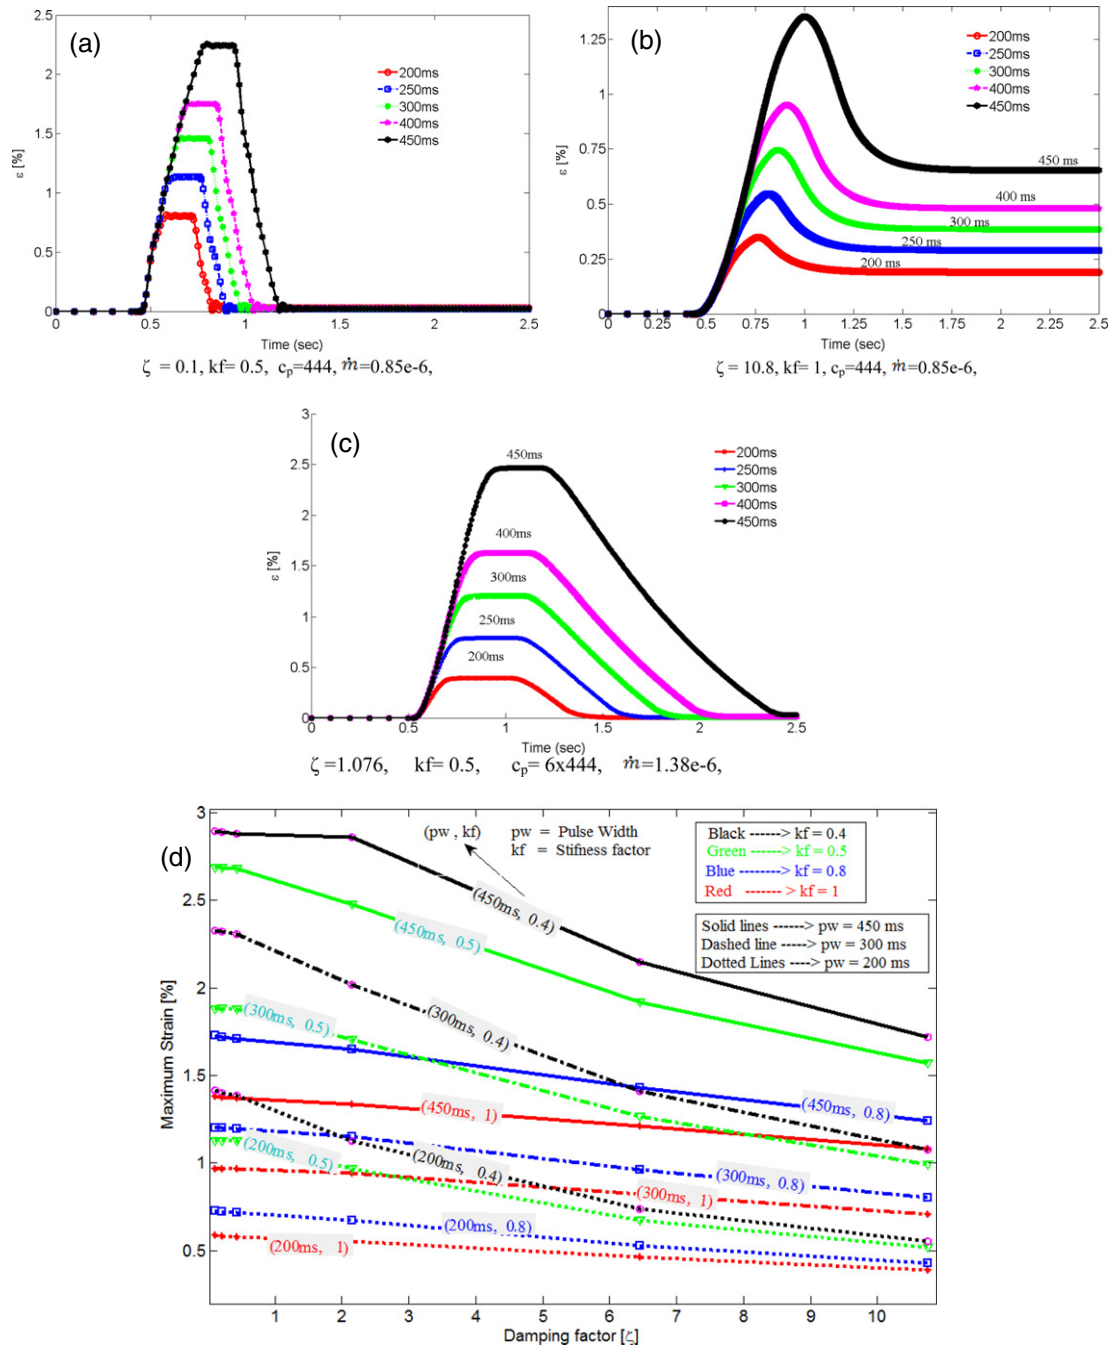 (a)
2.5
2
1.5
1
0.5
0
ε [%]
200ms
250ms
300ms
400ms
450ms
0 0.5 1 1.5 2 2.5
Time (sec)
ζ = 0.1, kf= 0.5, cp=444, ṁ=0.85e-6,
(b)
1.25
1
0.75
0.5
0.25
0
ε [%]
200ms
250ms
300ms
400ms
450ms
450 ms
400 ms
300 ms
250 ms
200 ms
0 0.25 0.5 0.75 1 1.25 1.5 1.75 2 2.25 2.5
Time (sec)
ζ = 10.8, kf= 1, cp=444, ṁ=0.85e-6,
(c)
3
2.5
2
1.5
1
0.5
0
ε [%]
450ms
400ms
300ms
250ms
200ms
200ms
250ms
300ms
400ms
450ms
0 0.5 1 1.5 2 2.5
Time (sec)
ζ =1.076, kf= 0.5, cp= 6x444, ṁ=1.38e-6,
(d)
3
2.5
2
1.5
1
0.5
Maximum Strain [%]
(pw , kf) pw = Pulse Width
kf = Stifness factor
Black ------> kf = 0.4
Green ------> kf = 0.5
Blue --------> kf = 0.8
Red -------> kf = 1
Solid lines ------> pw = 450 ms
Dashed line -----> pw = 300 ms
Dotted Lines ----> pw = 200 ms
(450ms, 0.4)
(450ms, 0.5)
(300ms, 0.4)
(300ms, 0.5)
(450ms, 0.8)
(450ms, 1)
(200ms, 0.5)
(200ms, 0.4)
(300ms, 0.8)
(300ms, 1)
(200ms, 0.8)
(200ms, 1)
1 2 3 4 5 6 7 8 9 10
Damping factor [ζ]